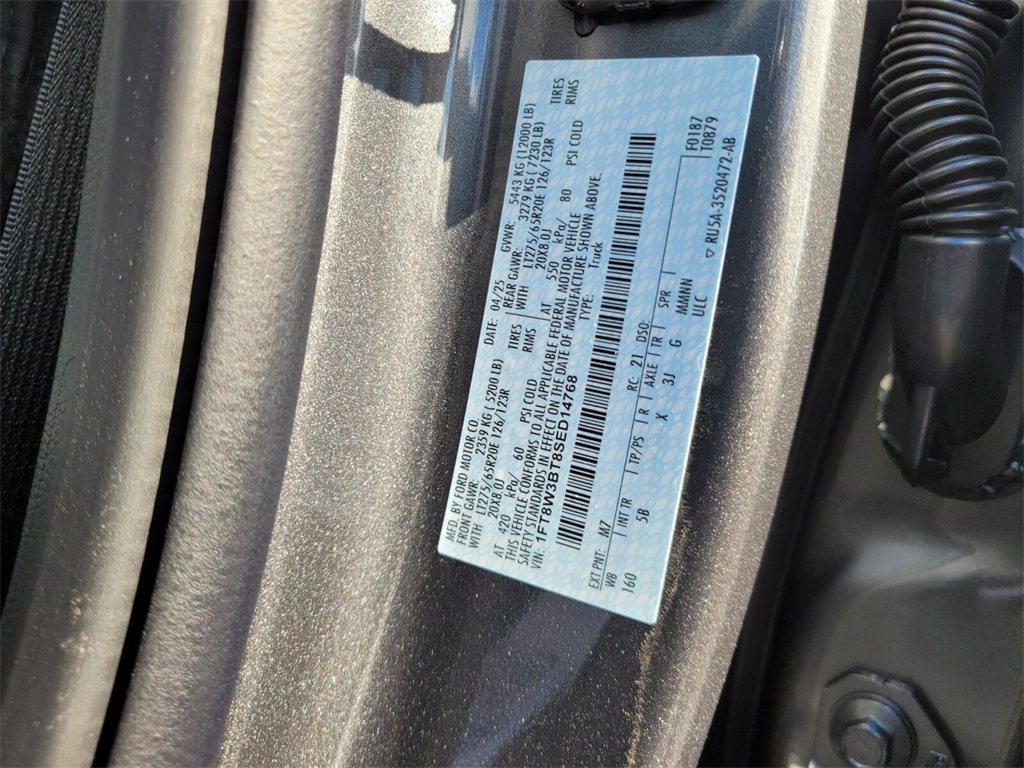 MFD. BY FORD MOTOR CO. DATE: 04/25 GVWR: 5443 KG (12000 LB)
FRONT GAWR: 2359 KG ( 5200 LB) REAR GAWR: 3279 KG ( 7230 LB)
WITH LT275/65R20E 126/123R TIRES WITH LT275/65R20E 126/123R TIRES
20X8.0J RIMS 20X8.0J RIMS
AT 420 kPa/ 60 PSI COLD AT 550 kPa/ 80 PSI COLD
THIS VEHICLE CONFORMS TO ALL APPLICABLE FEDERAL MOTOR VEHICLE
SAFETY STANDARDS IN EFFECT ON THE DATE OF MANUFACTURE SHOWN ABOVE.
VIN: 1FT8W3BT8SED14768 TYPE: Truck
EXT PNT: M7 RC: 21 DSO: F0187
T0879
WB INT TR TP/PS R AXLE TR SPR
160 5B X 3J G MMNNN
ULC
▽ RU5A-3520472-AB